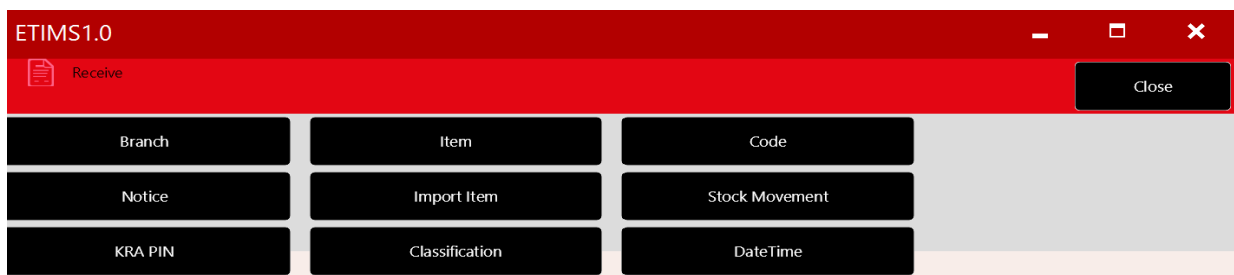 ETIMS1.0
Receive
Close
Branch Item Code
Notice Import Item Stock Movement
KRA PIN Classification DateTime